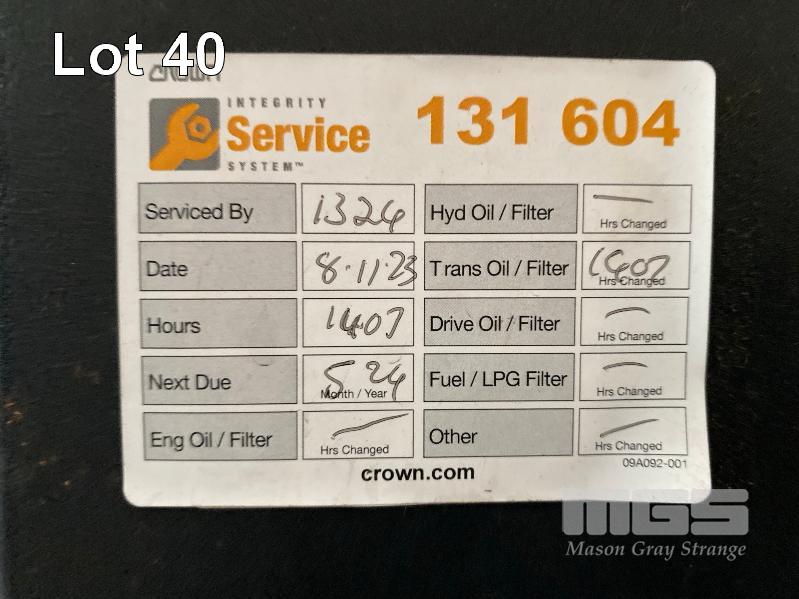 Lot 40
CROWN
INTEGRITY
Service
SYSTEM™
131 604
Serviced By 1324 Hyd Oil / Filter — Hrs Changed
Date 8.11.23 Trans Oil / Filter 1407 Hrs Changed
Hours 1407 Drive Oil / Filter — Hrs Changed
Next Due 5 24 Month / Year Fuel / LPG Filter — Hrs Changed
Eng Oil / Filter — Hrs Changed Other — Hrs Changed
09A092-001
crown.com
MGS
Mason Gray Strange